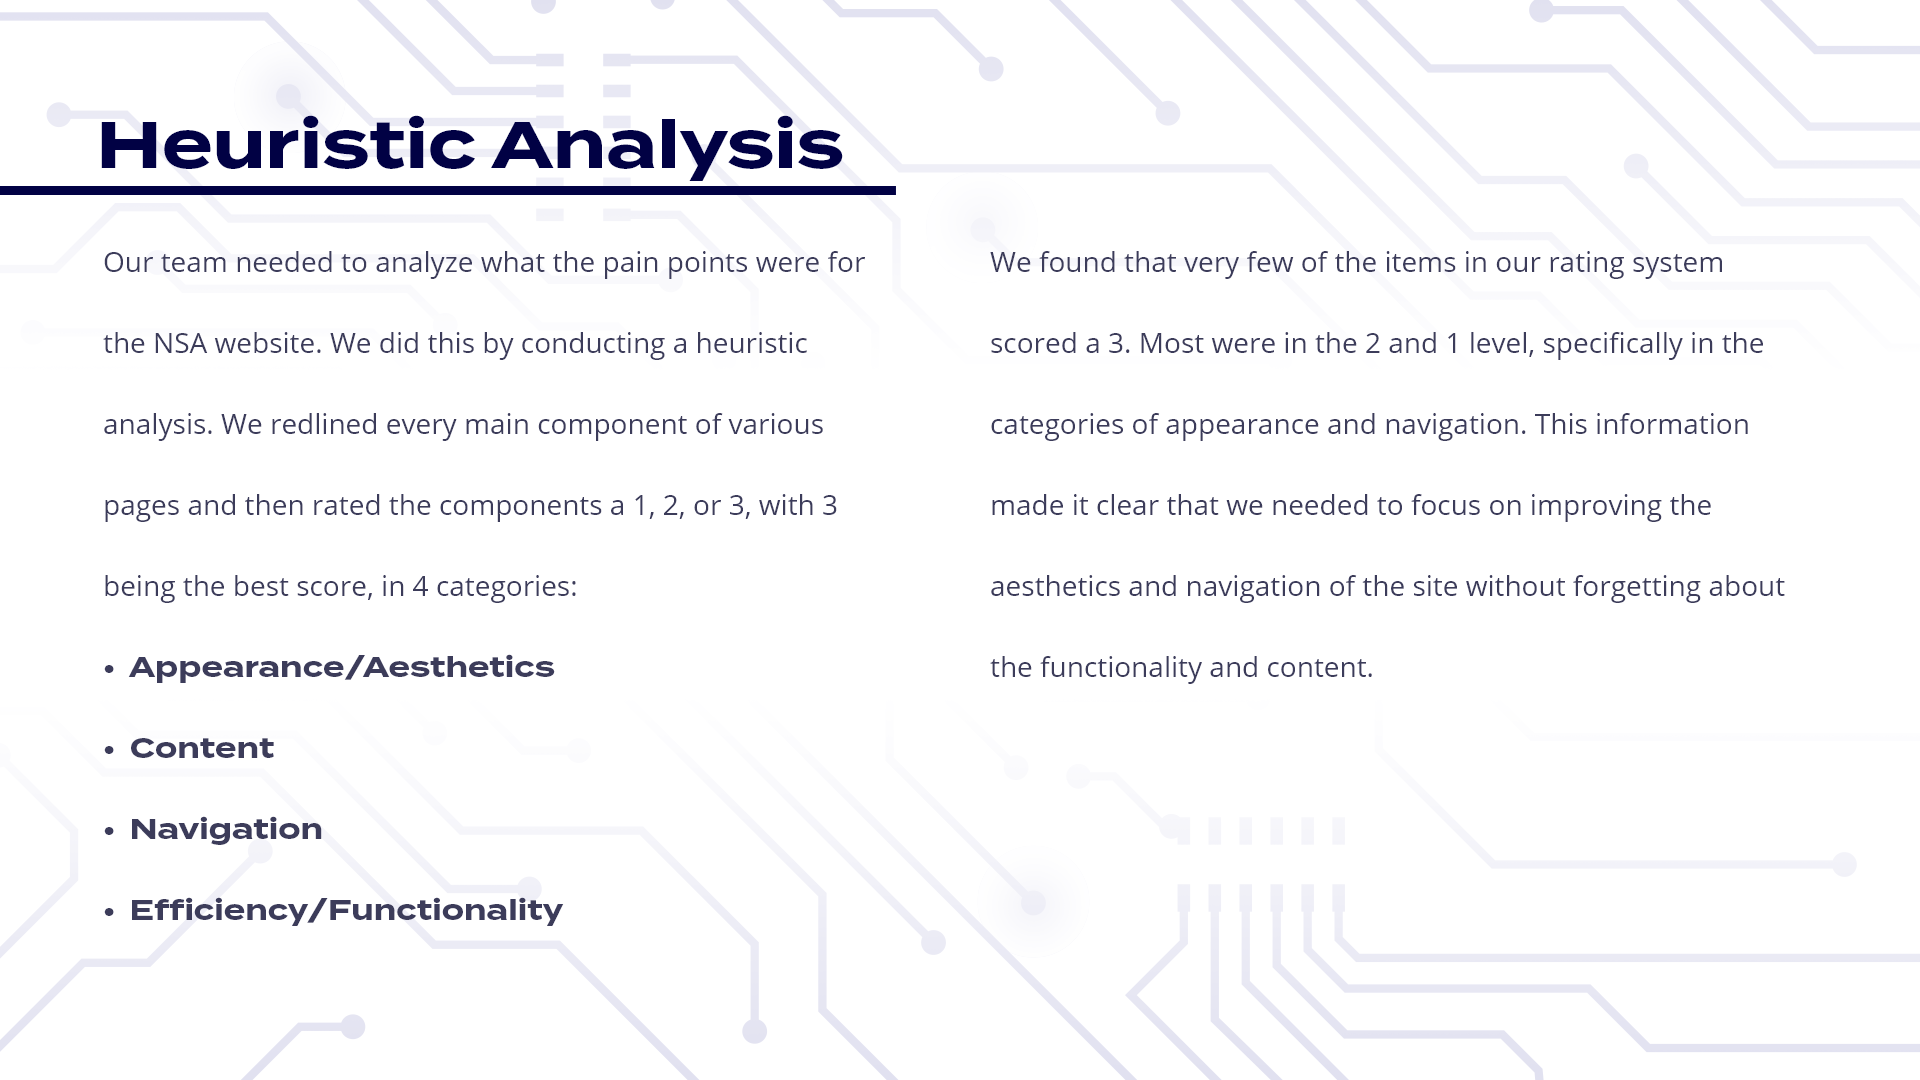 Heuristic Analysis
Our team needed to analyze what the pain points were for
the NSA website. We did this by conducting a heuristic
analysis. We redlined every main component of various
pages and then rated the components a 1, 2, or 3, with 3
being the best score, in 4 categories:
• Appearance/Aesthetics
• Content
• Navigation
• Efficiency/Functionality
We found that very few of the items in our rating system
scored a 3. Most were in the 2 and 1 level, specifically in the
categories of appearance and navigation. This information
made it clear that we needed to focus on improving the
aesthetics and navigation of the site without forgetting about
the functionality and content.